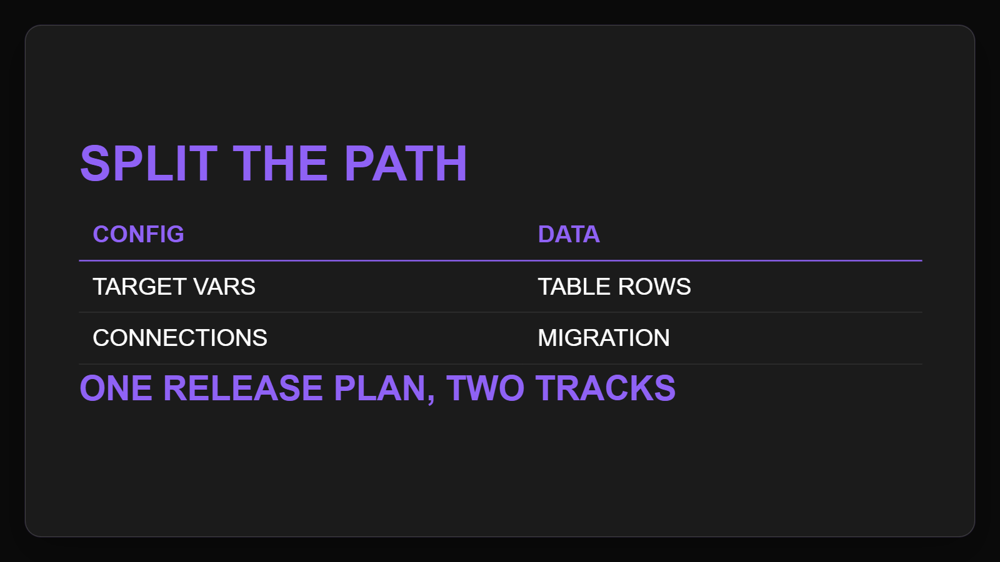 SPLIT THE PATH
CONFIG DATA
TARGET VARS TABLE ROWS
CONNECTIONS MIGRATION
ONE RELEASE PLAN, TWO TRACKS